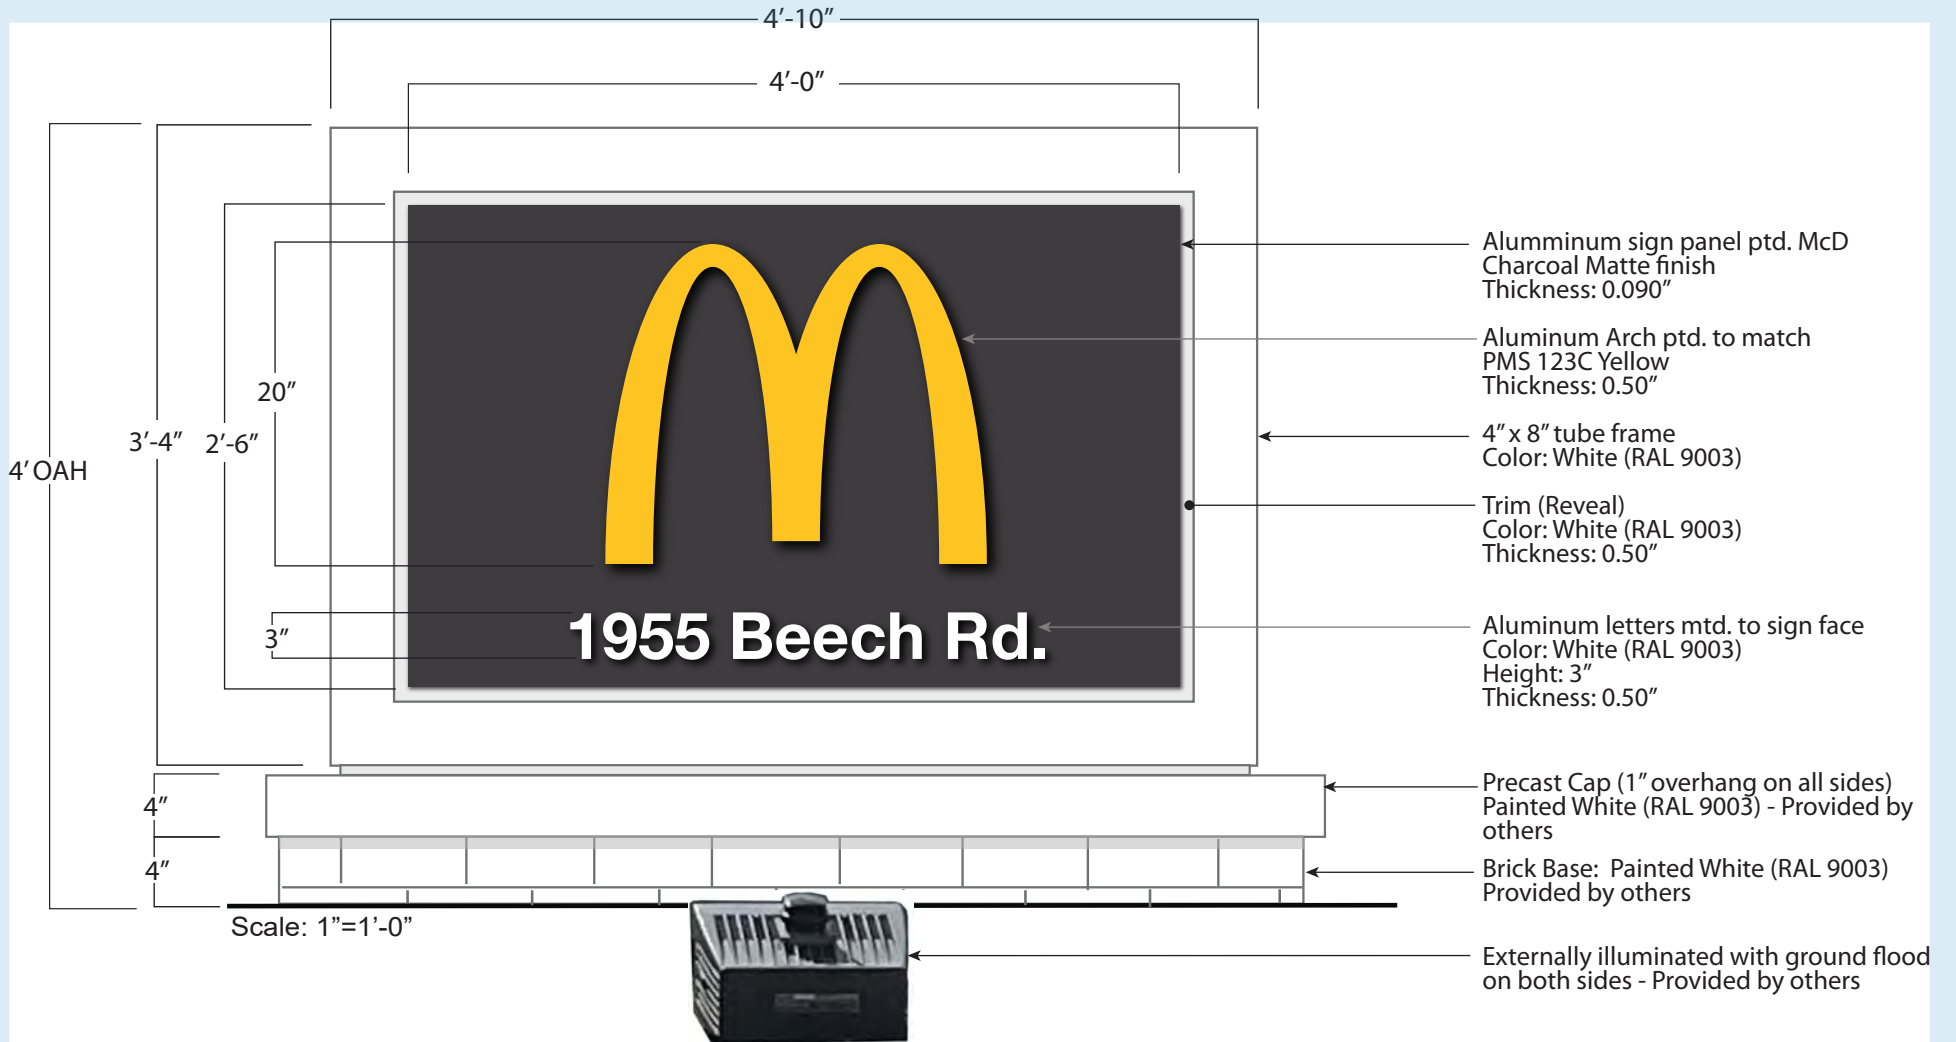 4’-10”
4’-0”
20”
3’-4”
2’-6”
4’ OAH
3”
4”
4”
1955 Beech Rd.
Scale: 1”=1’-0”
Alumminum sign panel ptd. McD
Charcoal Matte finish
Thickness: 0.090”
Aluminum Arch ptd. to match
PMS 123C Yellow
Thickness: 0.50”
4” x 8” tube frame
Color: White (RAL 9003)
Trim (Reveal)
Color: White (RAL 9003)
Thickness: 0.50”
Aluminum letters mtd. to sign face
Color: White (RAL 9003)
Height: 3”
Thickness: 0.50”
Precast Cap (1” overhang on all sides)
Painted White (RAL 9003) - Provided by
others
Brick Base:  Painted White (RAL 9003)
Provided by others
Externally illuminated with ground flood
on both sides - Provided by others